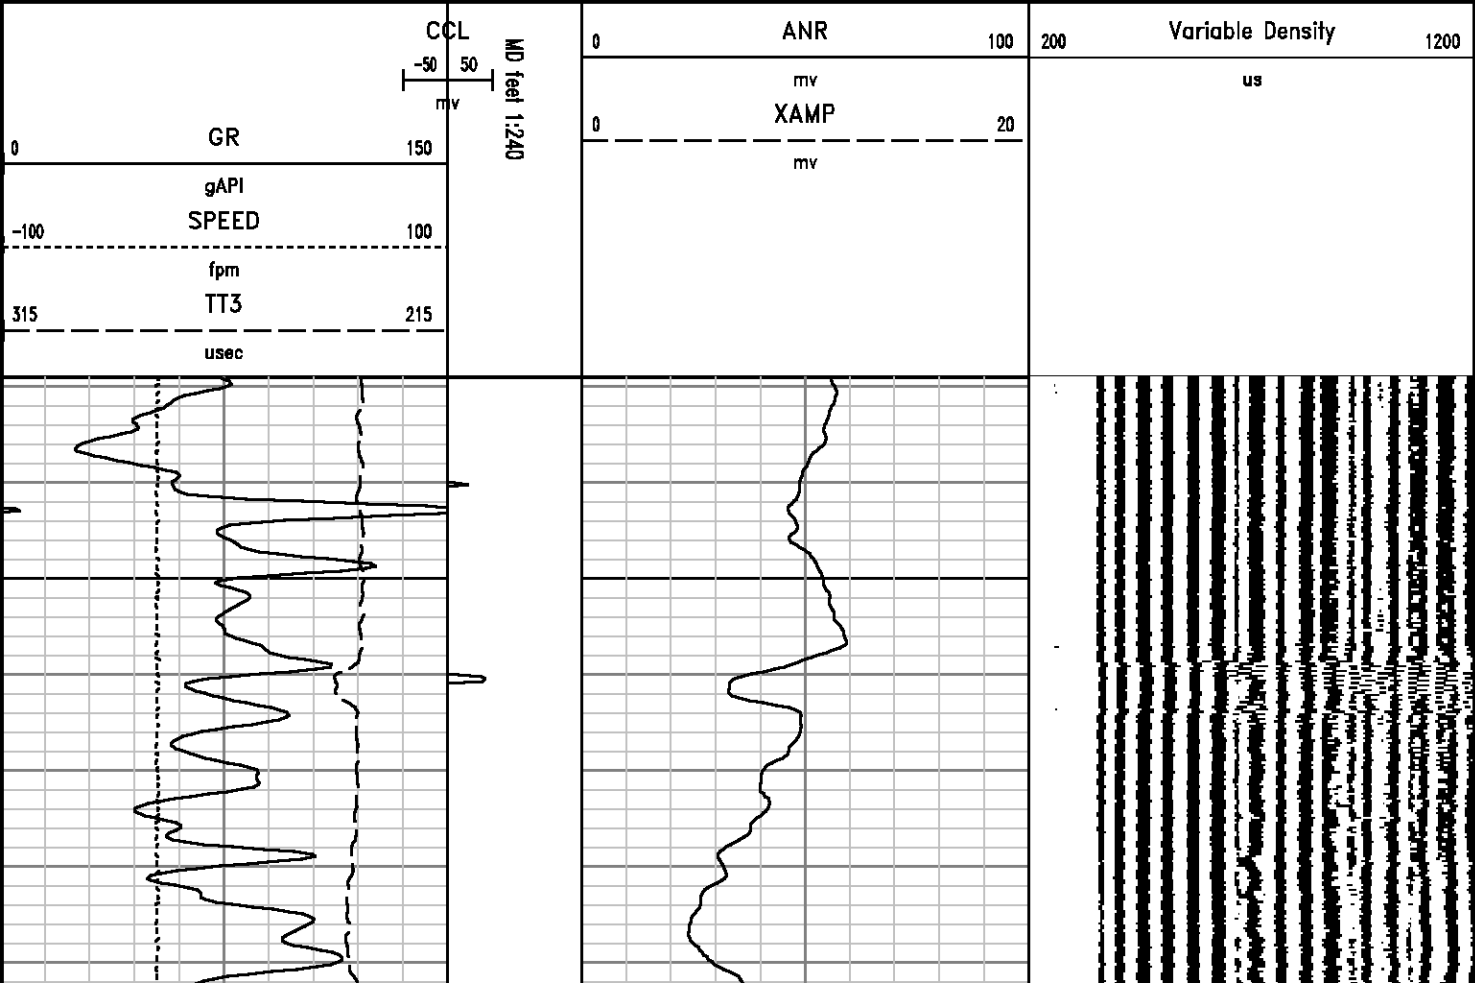 CCL
-50 50
mv
MD feet 1:240
GR
0 150
gAPI
SPEED
-100 100
fpm
TT3
315 215
usec
ANR
0 100
mv
XAMP
0 20
mv
Variable Density
200 1200
us